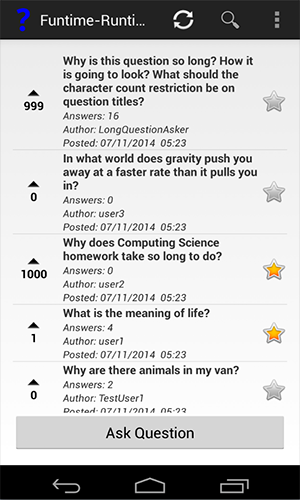 ? Funtime-Runti...
Why is this question so long? How it
is going to look? What should the
character count restriction be on
question titles?
999
Answers: 16
Author: LongQuestionAsker
Posted: 07/11/2014 05:23
In what world does gravity push you
away at a faster rate than it pulls you
in?
0
Answers: 0
Author: user3
Posted: 07/11/2014 05:23
Why does Computing Science
homework take so long to do?
1000
Answers: 0
Author: user2
Posted: 07/11/2014 05:23
What is the meaning of life?
1
Answers: 4
Author: user1
Posted: 07/11/2014 05:23
Why are there animals in my van?
0
Answers: 2
Author: TestUser1
Posted: 07/11/2014 05:23
Ask Question